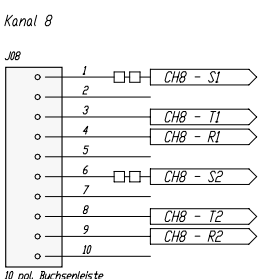 Kanal 8
J08
1 CH8 - S1
2
3 CH8 - T1
4 CH8 - R1
5
6 CH8 - S2
7
8 CH8 - T2
9 CH8 - R2
10
10 pol. Buchsenleiste